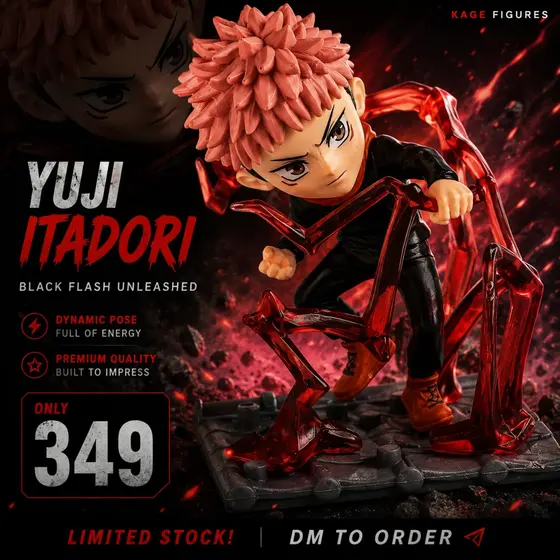 KAGE FIGURES
YUJI
ITADORI
BLACK FLASH UNLEASHED
DYNAMIC POSE
FULL OF ENERGY
PREMIUM QUALITY
BUILT TO IMPRESS
ONLY
349
LIMITED STOCK! | DM TO ORDER